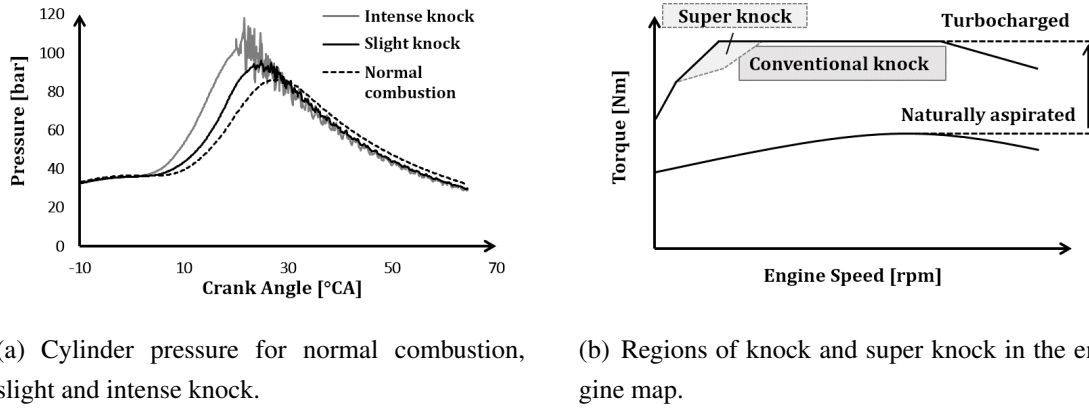 120
100
80
60
40
20
0
-10
10
30
50
70
Pressure [bar]
Crank Angle [°CA]
Intense knock
Slight knock
Normal
combustion
Super knock
Turbocharged
Conventional knock
Naturally aspirated
Torque [Nm]
Engine Speed [rpm]
(a) Cylinder pressure for normal combustion,
slight and intense knock.
(b) Regions of knock and super knock in the en
gine map.